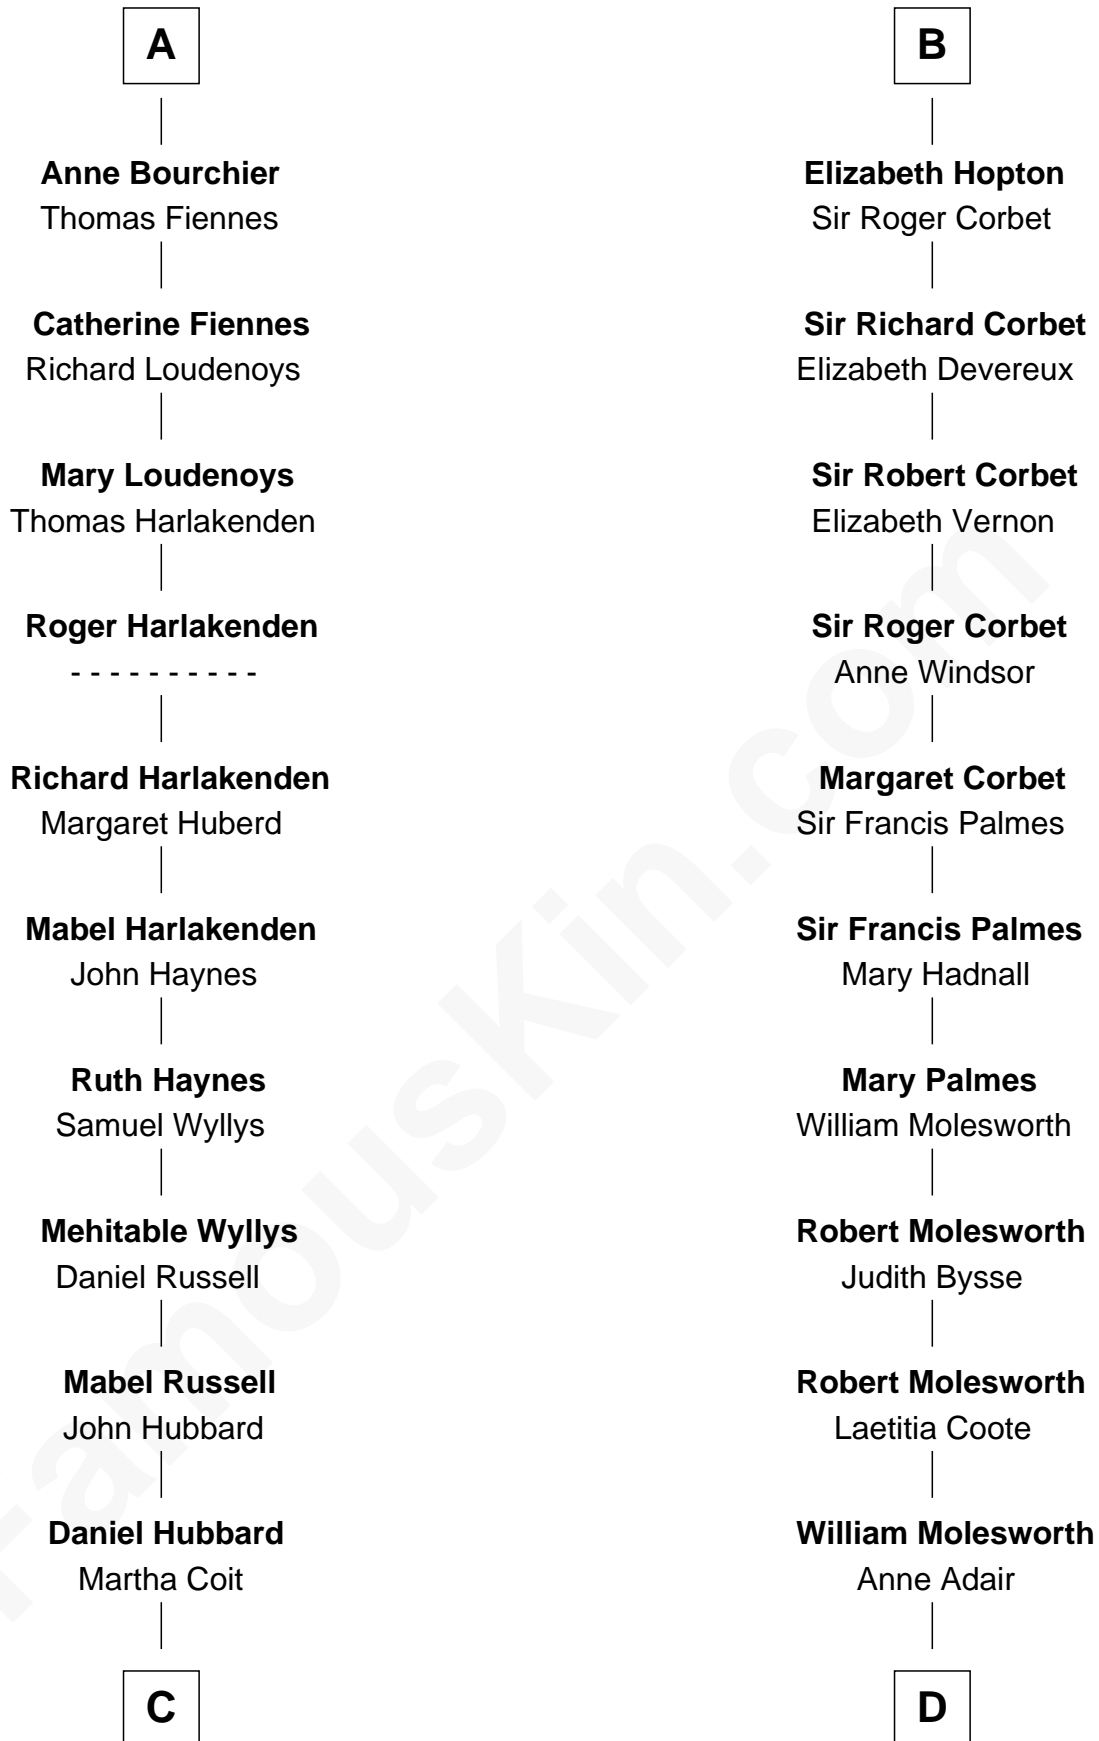 A
Anne Bourchier
Thomas Fiennes
Catherine Fiennes
Richard Loudenoys
Mary Loudenoys
Thomas Harlakenden
Roger Harlakenden
- - - - - - - - - -
Richard Harlakenden
Margaret Huberd
Mabel Harlakenden
John Haynes
Ruth Haynes
Samuel Wyllys
Mehitable Wyllys
Daniel Russell
Mabel Russell
John Hubbard
Daniel Hubbard
Martha Coit
C
B
Elizabeth Hopton
Sir Roger Corbet
Sir Richard Corbet
Elizabeth Devereux
Sir Robert Corbet
Elizabeth Vernon
Sir Roger Corbet
Anne Windsor
Margaret Corbet
Sir Francis Palmes
Sir Francis Palmes
Mary Hadnall
Mary Palmes
William Molesworth
Robert Molesworth
Judith Bysse
Robert Molesworth
Laetitia Coote
William Molesworth
Anne Adair
D
FamousKin.com